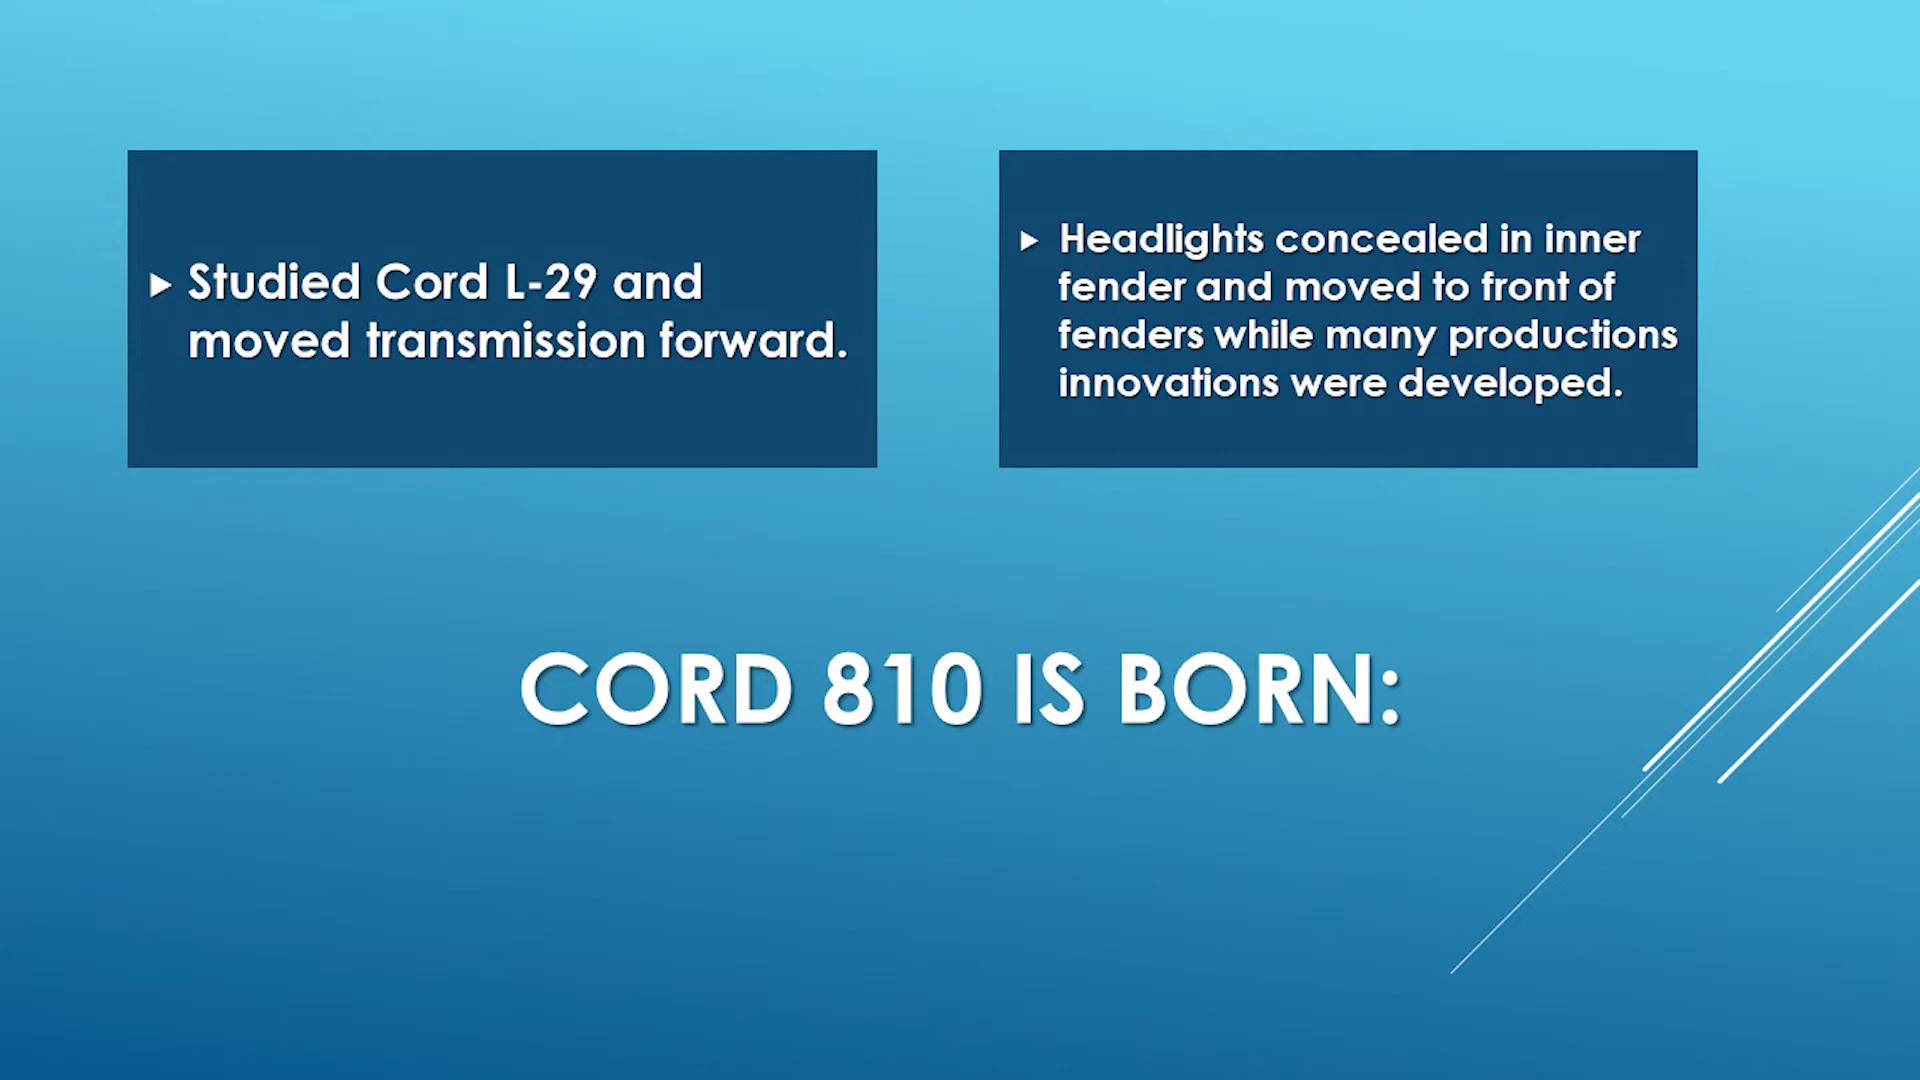 Studied Cord L-29 and
moved transmission forward.
Headlights concealed in inner
fender and moved to front of
fenders while many productions
innovations were developed.
CORD 810 IS BORN: